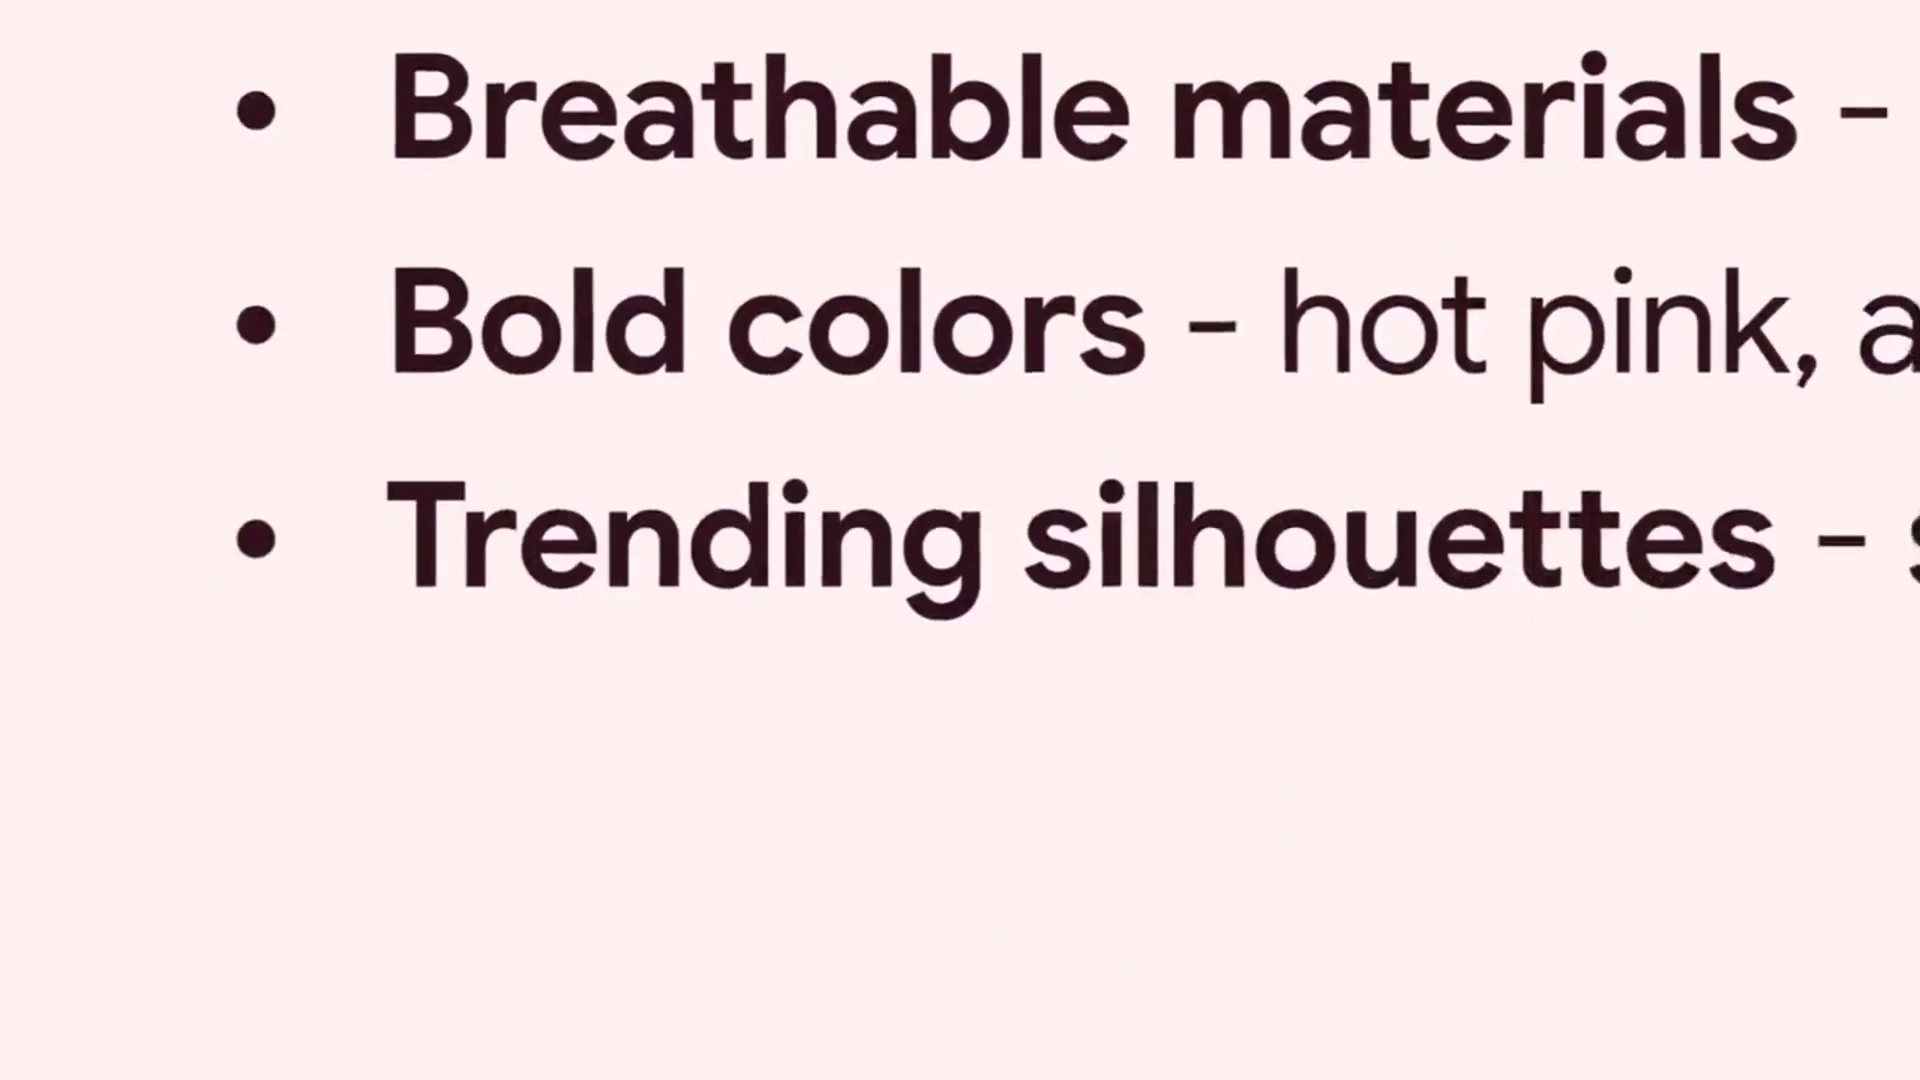 • Breathable materials –
• Bold colors – hot pink,
• Trending silhouettes –